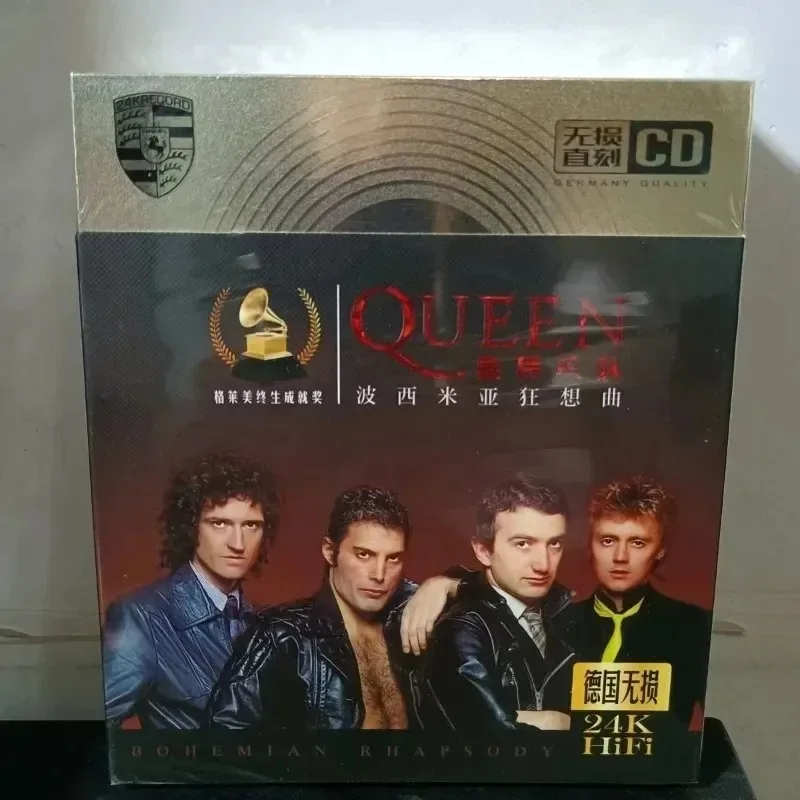 24KRECORD
无损
直刻
CD
GERMANY QUALITY
QUEEN
格莱美终生成就奖
波西米亚狂想曲
德国无损
24K
HiFi
BOHEMIAN RHAPSODY